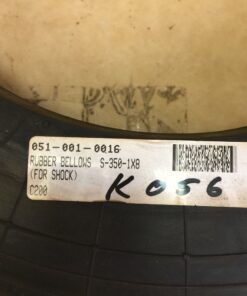 051-001-0016
RUBBER BELLOWS S-350-1X8
(FOR SHOCK)
C200
K056